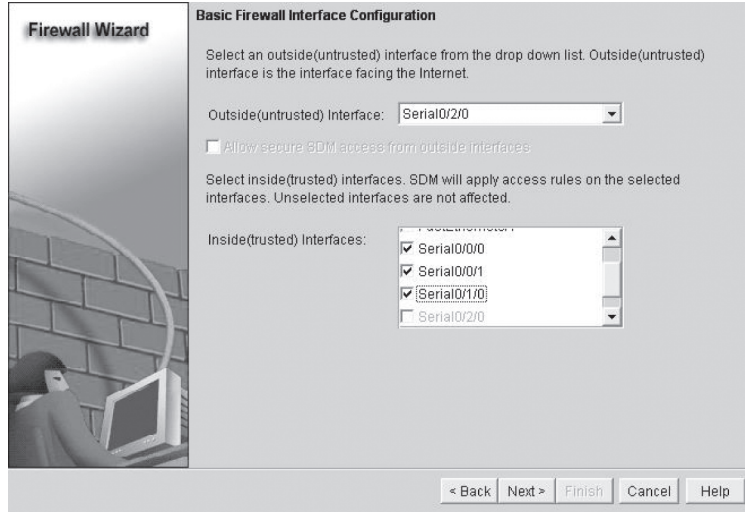 Firewall Wizard
Basic Firewall Interface Configuration
Select an outside(untrusted) interface from the drop down list. Outside(untrusted)
interface is the interface facing the Internet.
Outside(untrusted) Interface: Serial0/2/0
Allow secure SDM access from outside interfaces
Select inside(trusted) interfaces. SDM will apply access rules on the selected
interfaces. Unselected interfaces are not affected.
Inside(trusted) Interfaces:
Serial0/0/0
Serial0/0/1
Serial0/1/0
Serial0/2/0
< Back Next > Finish Cancel Help